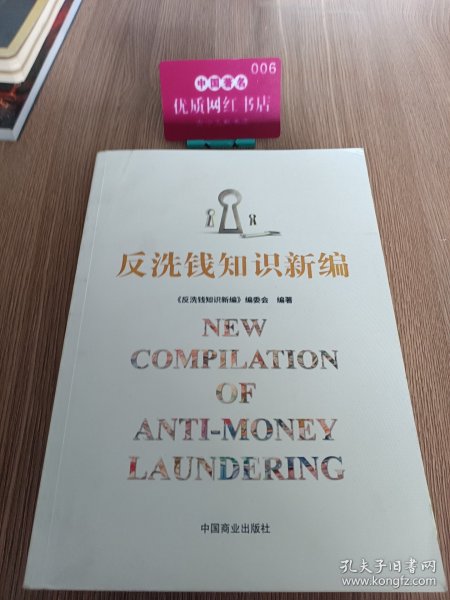 006
中国著名
优质网红书店
反洗钱知识新编
《反洗钱知识新编》编委会 编著
NEW
COMPILATION
OF
ANTI-MONEY
LAUNDERING
中国商业出版社
孔夫子旧书网
www.kongfz.com